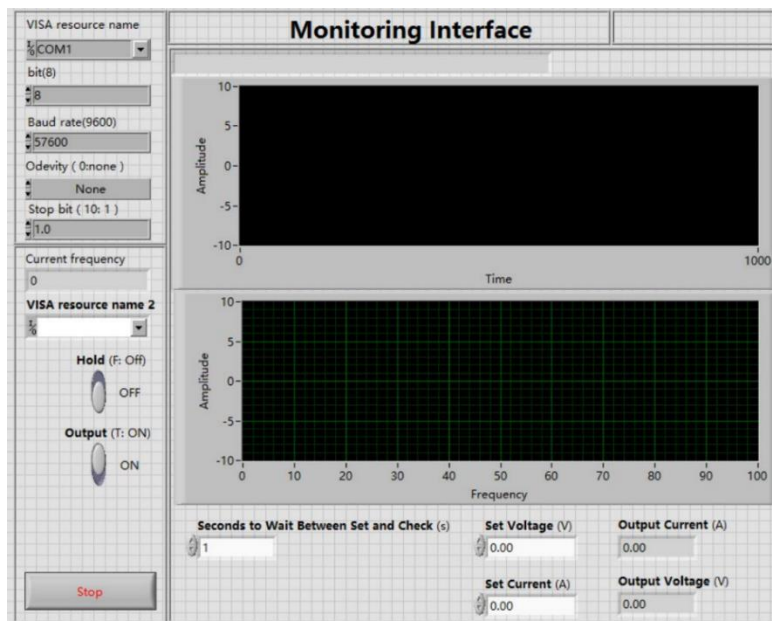 Monitoring Interface
VISA resource name
COM1
bit(8)
8
Baud rate(9600)
57600
Odevity ( 0:none )
None
Stop bit ( 10: 1 )
1.0
Current frequency
0
VISA resource name 2
Hold (F: Off)
OFF
Output (T: ON)
ON
Stop
Amplitude
10
5
0
-5
-10
0
1000
Time
Amplitude
10
5
0
-5
-10
0 10 20 30 40 50 60 70 80 90 100
Frequency
Seconds to Wait Between Set and Check (s)
1
Set Voltage (V)
0.00
Output Current (A)
0.00
Set Current (A)
0.00
Output Voltage (V)
0.00